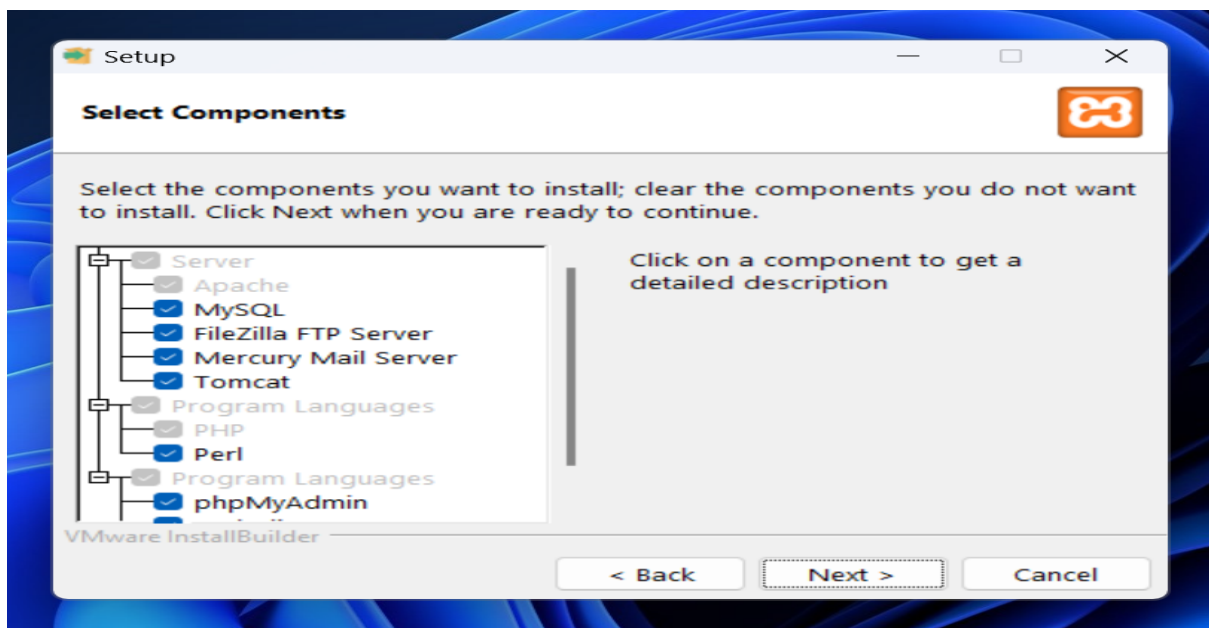 Setup
Select Components
Select the components you want to install; clear the components you do not want
to install. Click Next when you are ready to continue.
Server
Apache
MySQL
FileZilla FTP Server
Mercury Mail Server
Tomcat
Program Languages
PHP
Perl
Program Languages
phpMyAdmin
Click on a component to get a
detailed description
VMware InstallBuilder
< Back
Next >
Cancel